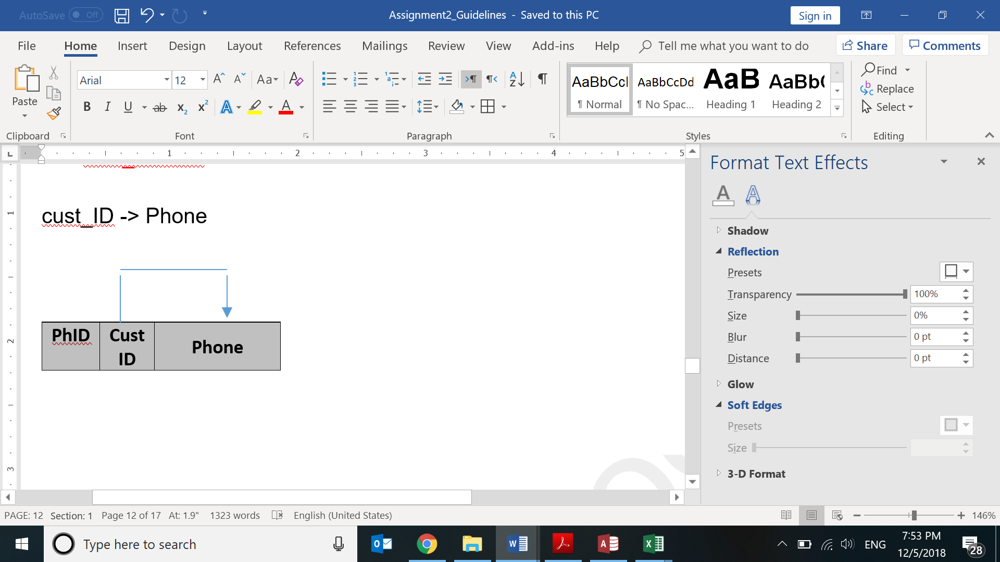 AutoSave Off Assignment2_Guidelines - Saved to this PC Sign in
File Home Insert Design Layout References Mailings Review View Add-ins Help Tell me what you want to do Share Comments
Paste
Arial 12 Aa
AaBbCcI AaBbCcDd AaB AaBb(
¶ Normal ¶ No Spac... Heading 1 Heading 2
Find
Replace
Select
B I U ab x2 x2 A A
Clipboard Font Paragraph Styles Editing
1 2 3 4 5
cust_ID -> Phone
PhID
Cust
ID
Phone
1
2
3
Format Text Effects
Shadow
Reflection
Presets
Transparency 100%
Size 0%
Blur 0 pt
Distance 0 pt
Glow
Soft Edges
Presets
Size
3-D Format
PAGE: 12 Section: 1 Page 12 of 17 At: 1.9" 1323 words English (United States) 146%
Type here to search
ENG
7:53 PM
12/5/2018
28